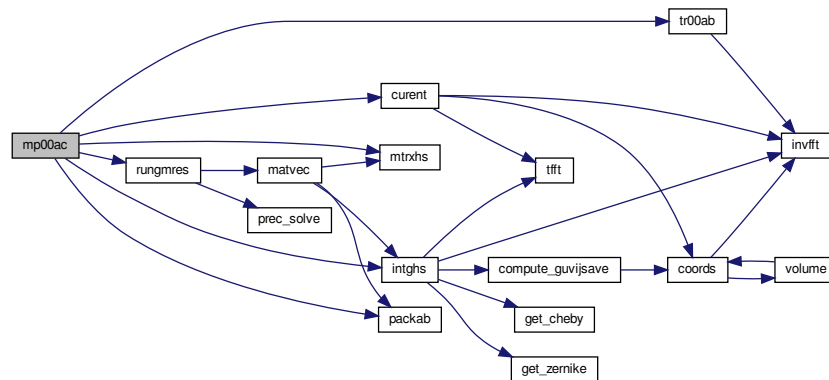 tr00ab
curent
invfft
mp00ac
mtrxhs
rungmres
matvec
tfft
prec_solve
intghs
compute_guvijsave
coords
volume
packab
get_cheby
get_zernike